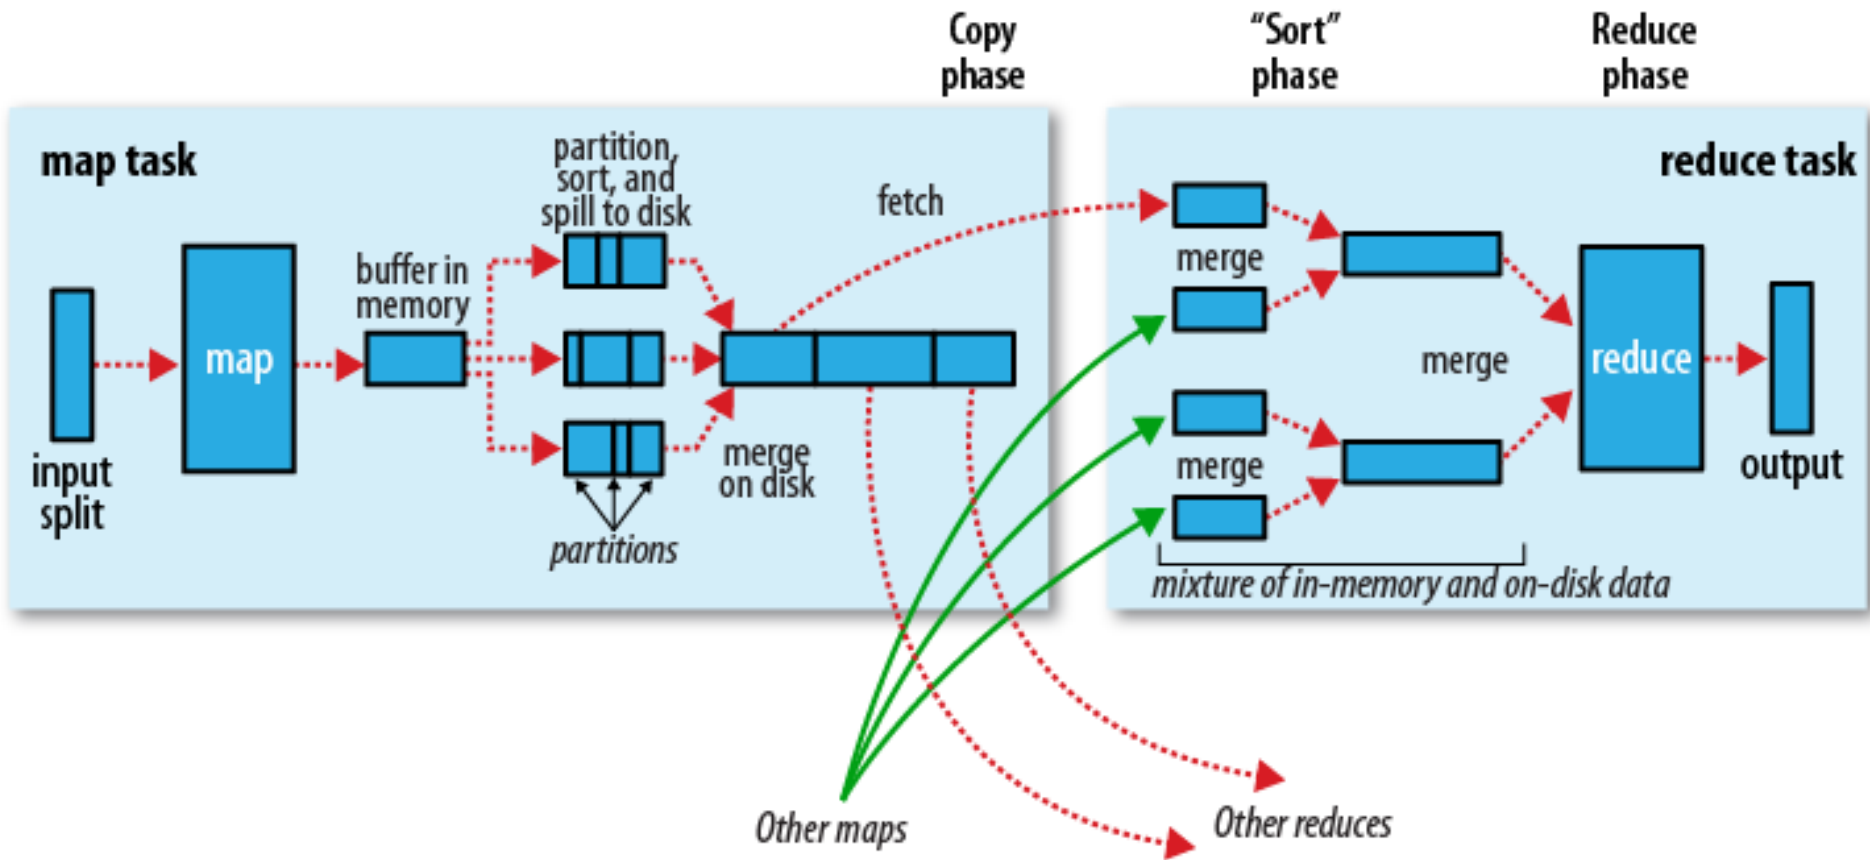 Copy
phase
“Sort”
phase
Reduce
phase
map task
partition,
sort, and
spill to disk
fetch
reduce task
buffer in
memory
merge
map
merge
reduce
input
split
merge
on disk
merge
output
partitions
mixture of in-memory and on-disk data
Other maps
Other reduces